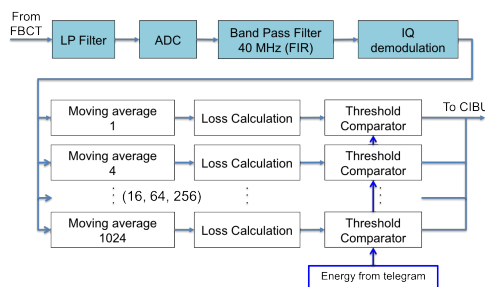 From
FBCT
LP Filter
ADC
Band Pass Filter
40 MHz (FIR)
IQ
demodulation
Moving average
1
Loss Calculation
Threshold
Comparator
To CIBU
Moving average
4
Loss Calculation
Threshold
Comparator
(16, 64, 256)
Moving average
1024
Loss Calculation
Threshold
Comparator
Energy from telegram